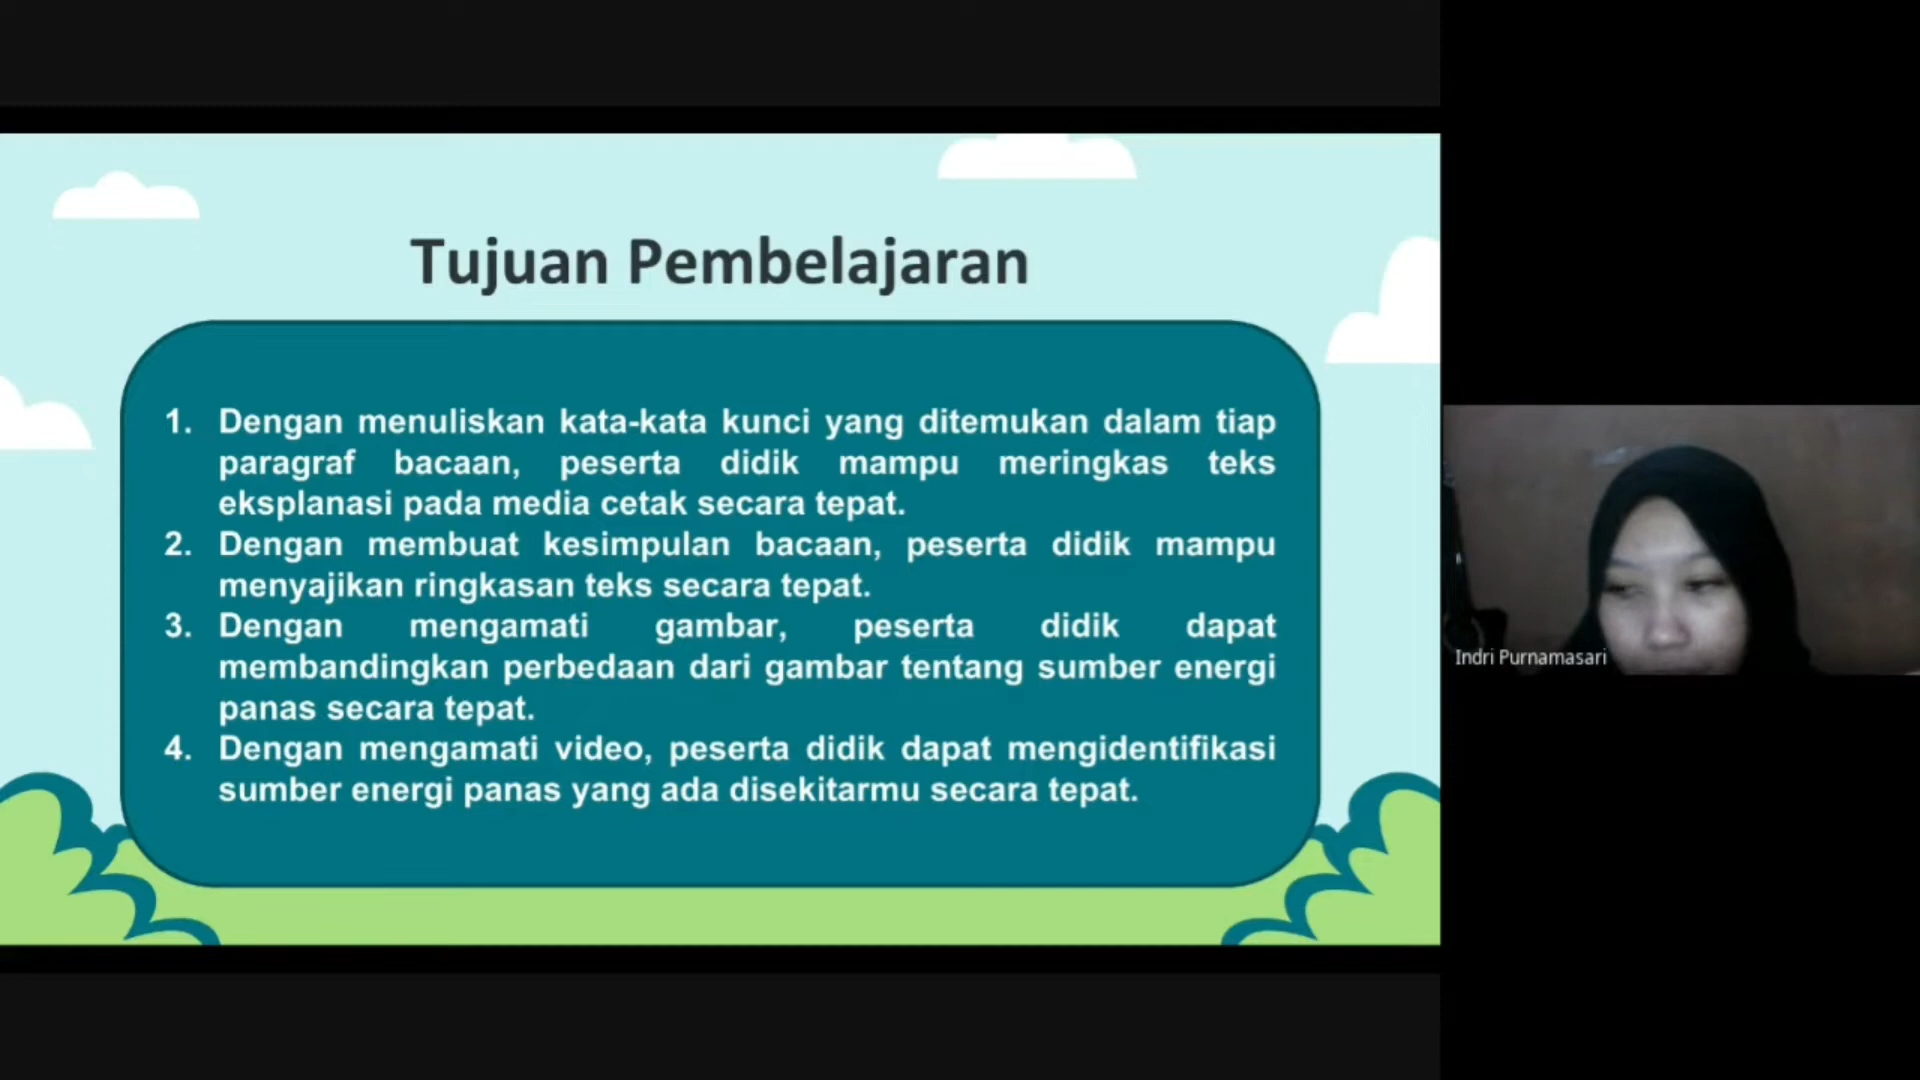 Tujuan Pembelajaran
1. Dengan menuliskan kata-kata kunci yang ditemukan dalam tiap
paragraf bacaan, peserta didik mampu meringkas teks
eksplanasi pada media cetak secara tepat.
2. Dengan membuat kesimpulan bacaan, peserta didik mampu
menyajikan ringkasan teks secara tepat.
3. Dengan mengamati gambar, peserta didik dapat
membandingkan perbedaan dari gambar tentang sumber energi
panas secara tepat.
4. Dengan mengamati video, peserta didik dapat mengidentifikasi
sumber energi panas yang ada disekitarmu secara tepat.
Indri Purnamasari